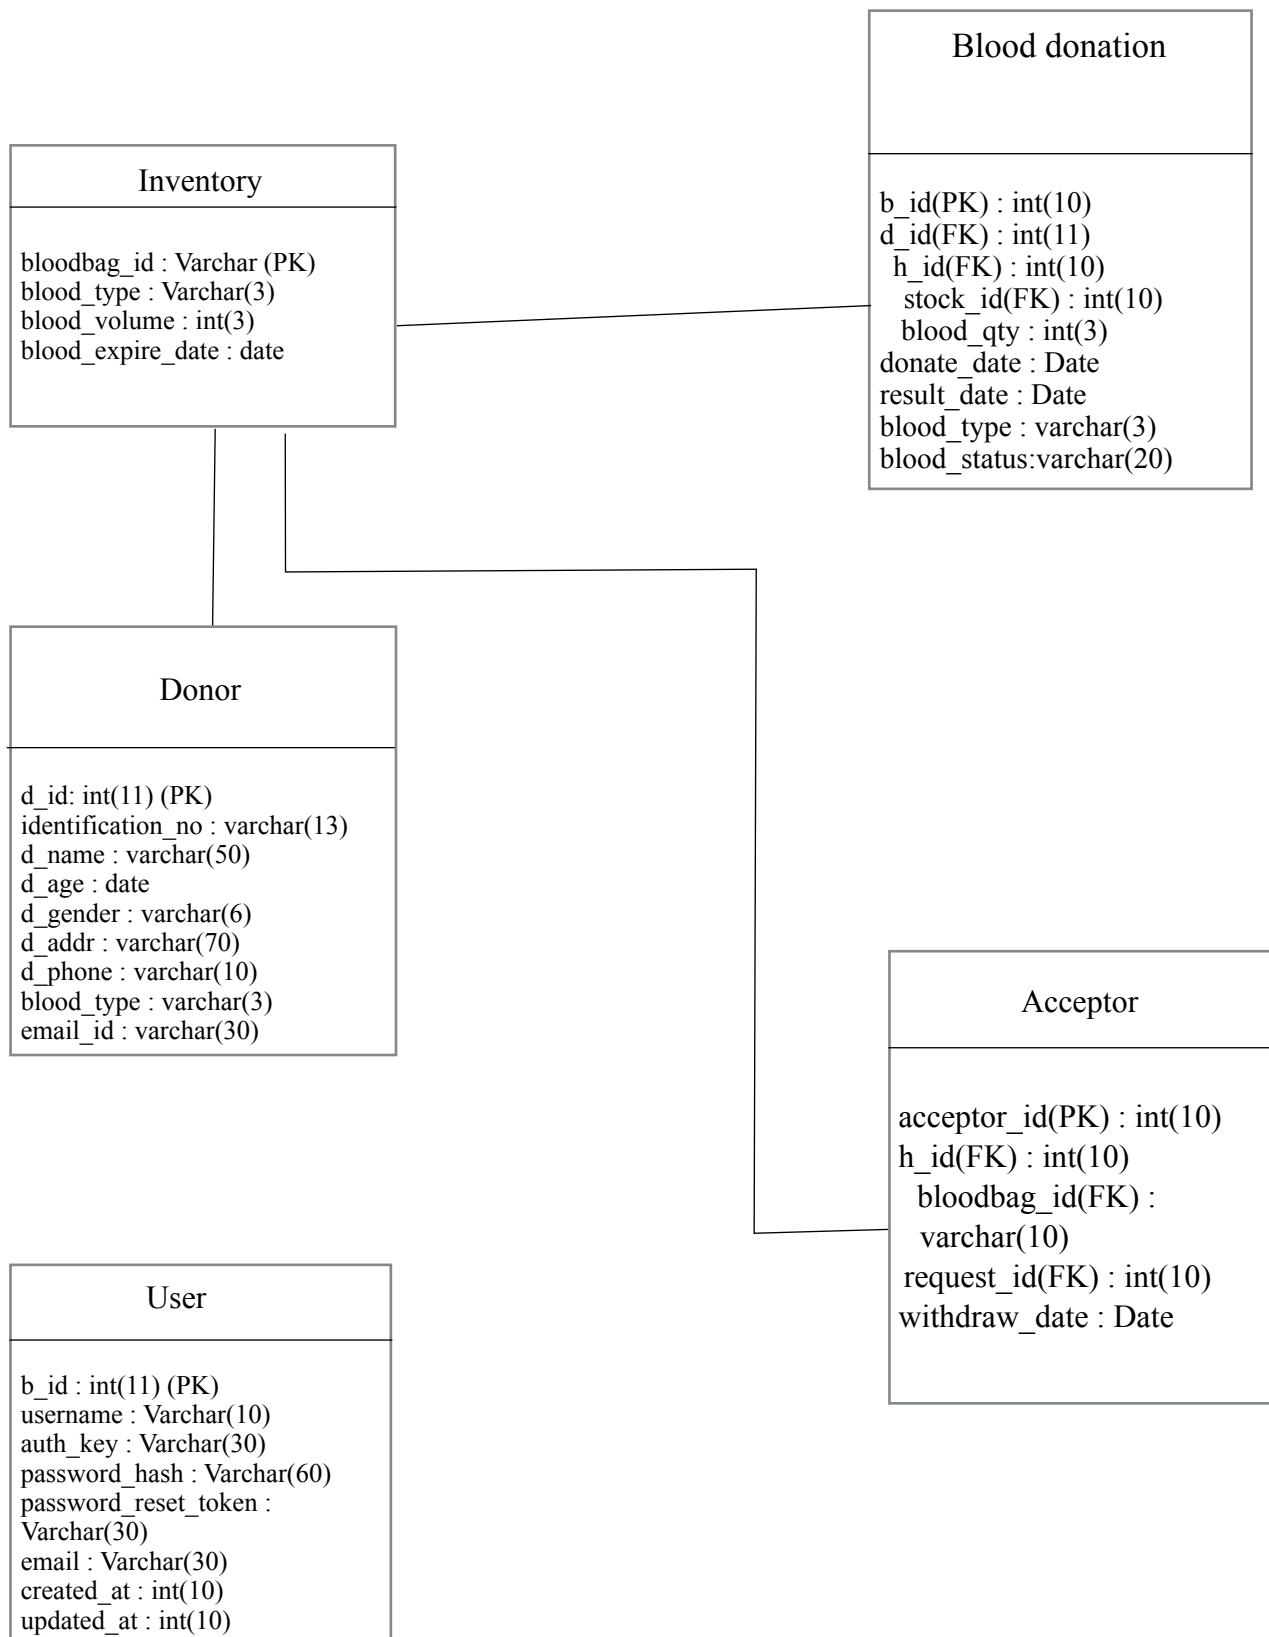 Blood donation
b_id(PK) : int(10)
d_id(FK) : int(11)
h_id(FK) : int(10)
stock_id(FK) : int(10)
blood_qty : int(3)
donate_date : Date
result_date : Date
blood_type : varchar(3)
blood_status:varchar(20)
Inventory
bloodbag_id : Varchar (PK)
blood_type : Varchar(3)
blood_volume : int(3)
blood_expire_date : date
Donor
d_id: int(11) (PK)
identification_no : varchar(13)
d_name : varchar(50)
d_age : date
d_gender : varchar(6)
d_addr : varchar(70)
d_phone : varchar(10)
blood_type : varchar(3)
email_id : varchar(30)
Acceptor
acceptor_id(PK) : int(10)
h_id(FK) : int(10)
bloodbag_id(FK) :
varchar(10)
request_id(FK) : int(10)
withdraw_date : Date
User
b_id : int(11) (PK)
username : Varchar(10)
auth_key : Varchar(30)
password_hash : Varchar(60)
password_reset_token :
Varchar(30)
email : Varchar(30)
created_at : int(10)
updated_at : int(10)